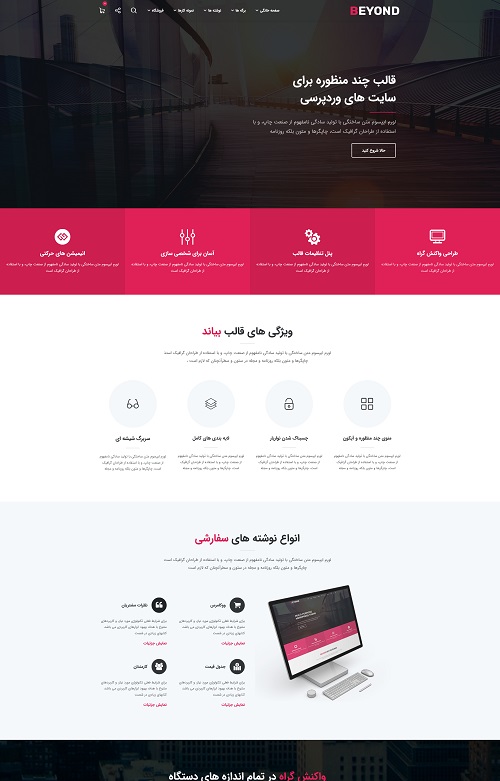 BEYOND
صفحه خانگی
برگه ها
نوشته ها
نمونه کارها
فروشگاه
قالب چند منظوره برای
سایت های وردپرسی
لورم ایپسوم متن ساختگی با تولید سادگی نامفهوم از صنعت چاپ، و با
استفاده از طراحان گرافیک است، چاپگرها و متون بلکه روزنامه
حالا شروع کنید
طراحی واکنش گراه
لورم ایپسوم متن ساختگی با تولید سادگی نامفهوم از صنعت چاپ، و با استفاده
از طراحان گرافیک است
پنل تنظیمات قالب
لورم ایپسوم متن ساختگی با تولید سادگی نامفهوم از صنعت چاپ، و با استفاده
از طراحان گرافیک است
آسان برای شخصی سازی
لورم ایپسوم متن ساختگی با تولید سادگی نامفهوم از صنعت چاپ، و با استفاده
از طراحان گرافیک است
انیمیشن های حرکتی
لورم ایپسوم متن ساختگی با تولید سادگی نامفهوم از صنعت چاپ، و با استفاده
از طراحان گرافیک است
ویژگی های قالب بیاند
لورم ایپسوم متن ساختگی با تولید سادگی نامفهوم از صنعت چاپ، و با استفاده از طراحان گرافیک است
چاپگرها و متون بلکه روزنامه و مجله در ستون و سطرآنچنان که لازم است ،
منوی چند منظوره و آیکون
چسبناک شدن نواربار
لایه بندی های کامل
سربرگ شیشه ای
انواع نوشته های سفارشی
لورم ایپسوم متن ساختگی با تولید سادگی نامفهوم از صنعت چاپ، و با استفاده از طراحان گرافیک است
چاپگرها و متون بلکه روزنامه و مجله در ستون و سطرآنچنان که لازم است
ووکامرس
نمایش جزئیات
نظرات مشتریان
نمایش جزئیات
جدول قیمت
نمایش جزئیات
کارمندان
نمایش جزئیات
واکنش گراه در تمام اندازه های دستگاه